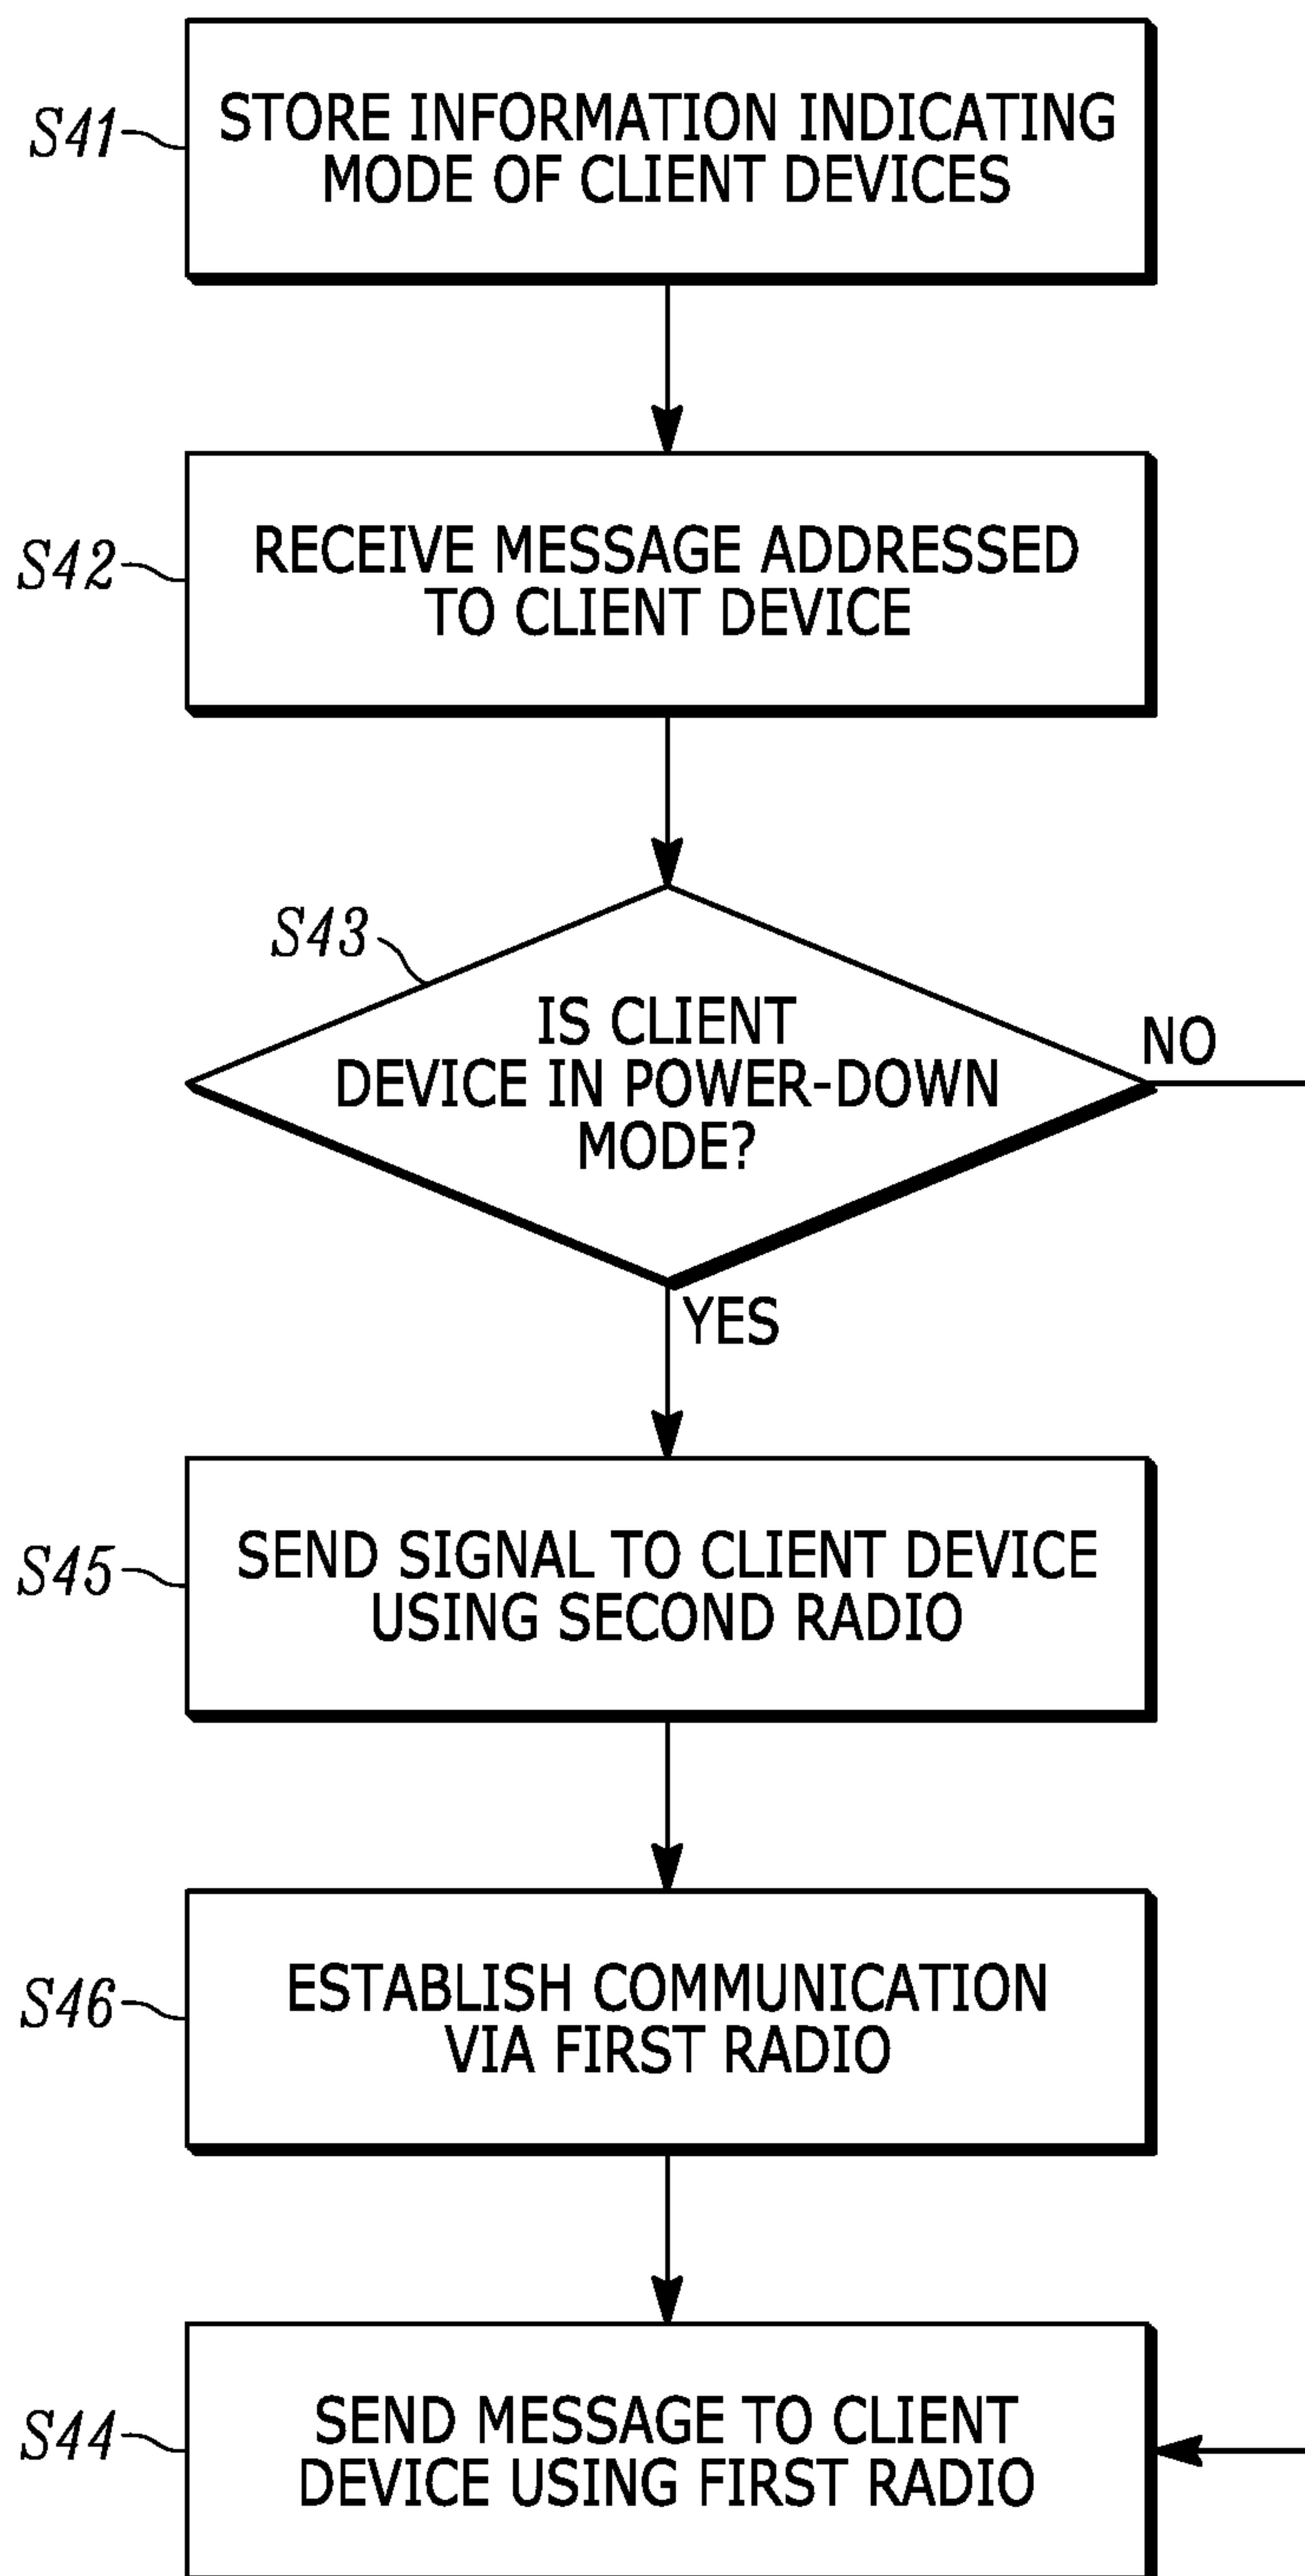 S41
STORE INFORMATION INDICATING
MODE OF CLIENT DEVICES
S42
RECEIVE MESSAGE ADDRESSED
TO CLIENT DEVICE
S43
IS CLIENT
DEVICE IN POWER-DOWN
MODE?
NO
YES
S45
SEND SIGNAL TO CLIENT DEVICE
USING SECOND RADIO
S46
ESTABLISH COMMUNICATION
VIA FIRST RADIO
S44
SEND MESSAGE TO CLIENT
DEVICE USING FIRST RADIO